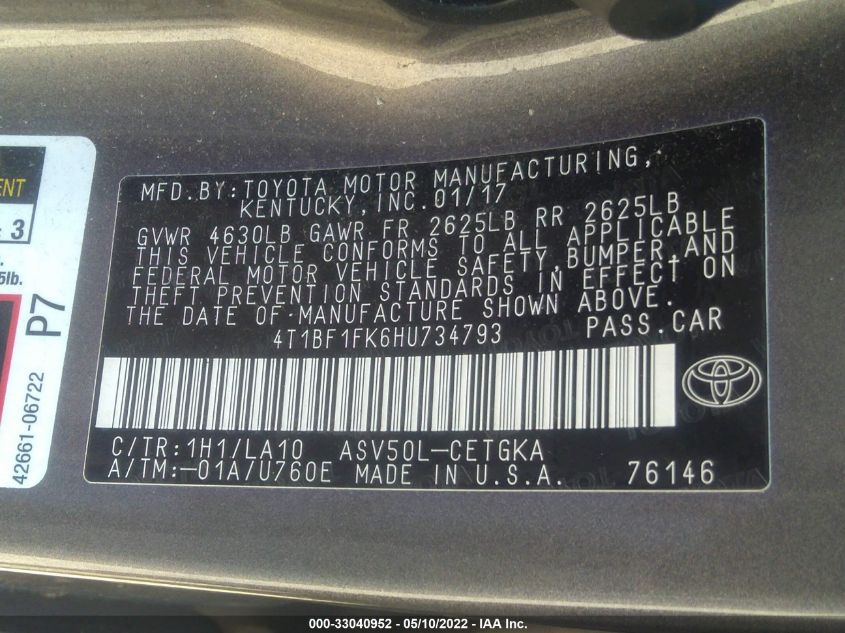 MFD.BY:TOYOTA MOTOR MANUFACTURING,
KENTUCKY,INC.01/17
GVWR 4630LB GAWR FR 2625LB RR 2625LB
THIS VEHICLE CONFORMS TO ALL APPLICABLE
FEDERAL MOTOR VEHICLE SAFETY,BUMPER,AND
THEFT PREVENTION STANDARDS IN EFFECT ON
THE DATE OF MANUFACTURE SHOWN ABOVE.
4T1BF1FK6HU734793 PASS.CAR
C/TR:1H1/LA10 ASV50L-CETGKA
A/TM:-01A/U760E MADE IN U.S.A. 76146
ENT
3
5lb.
P7
42661-06722
000-33040952 - 05/10/2022 - IAA Inc.